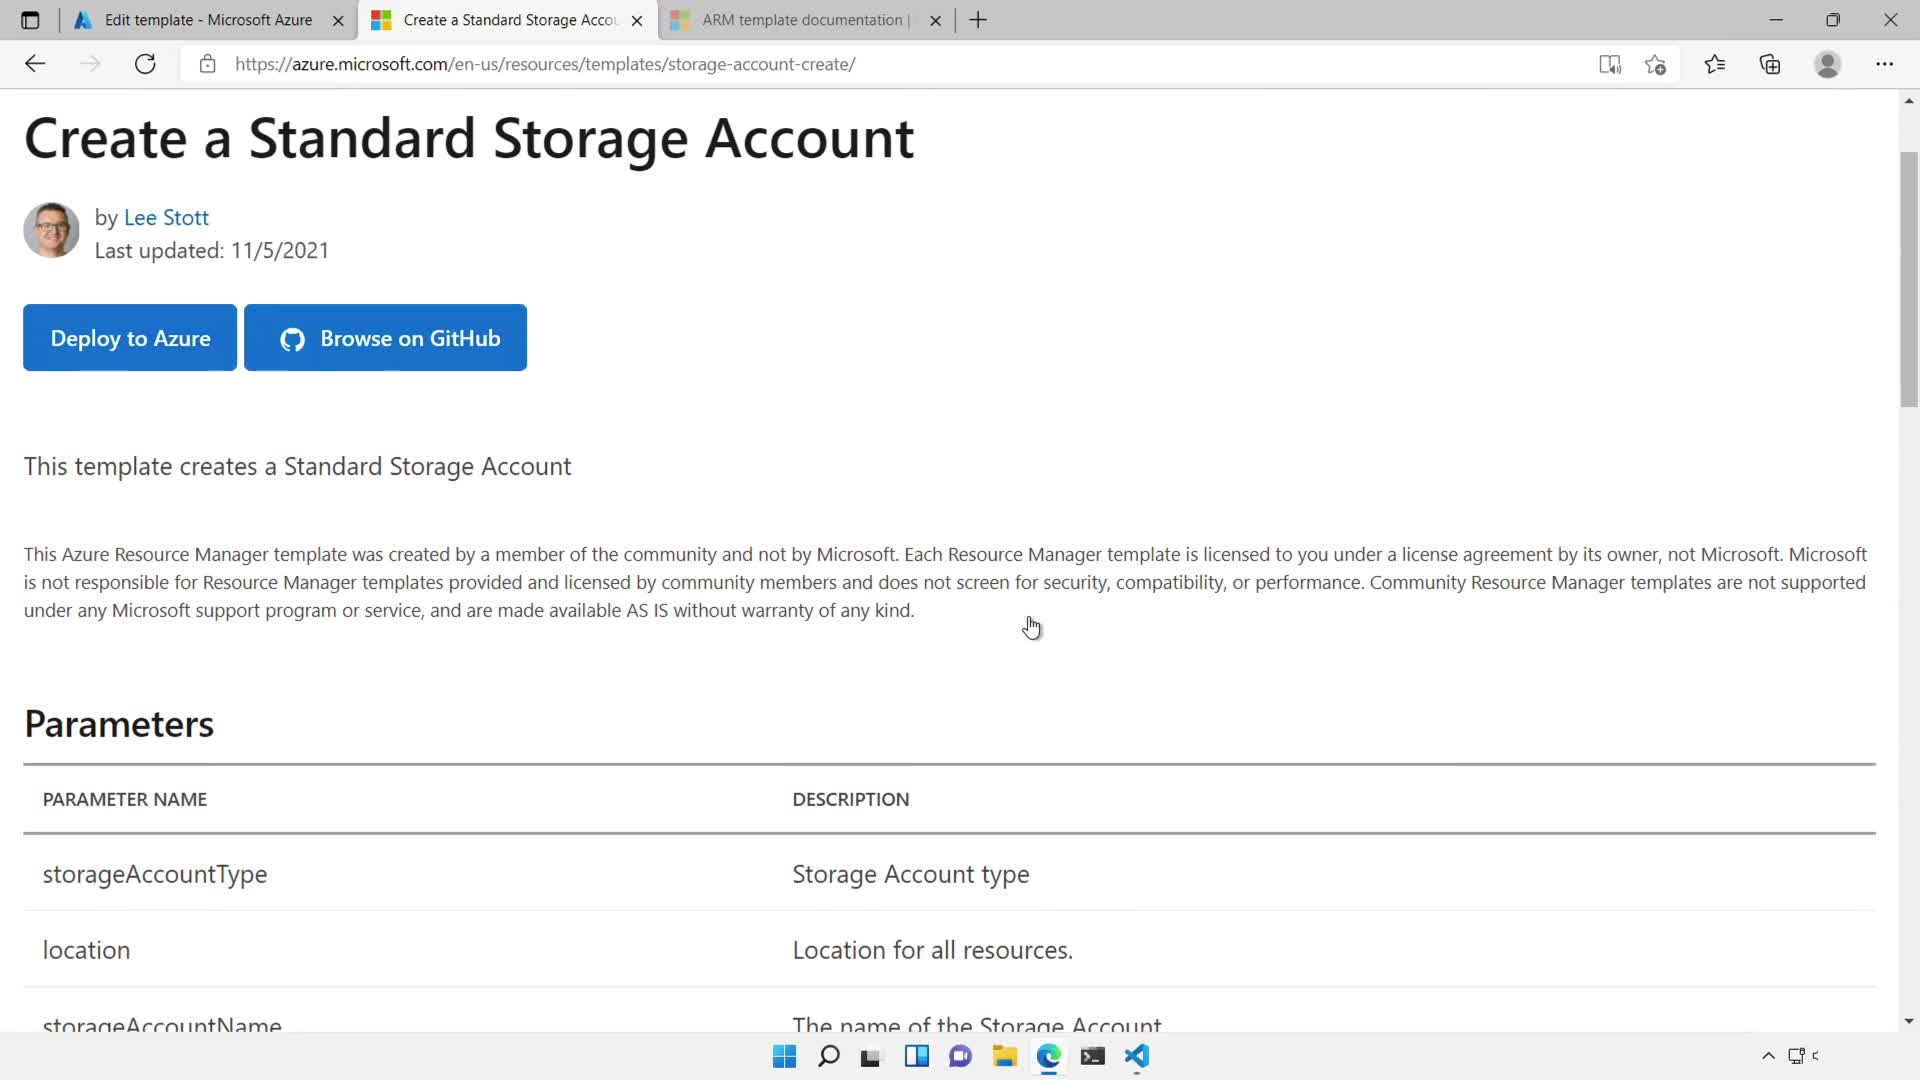 Edit template - Microsoft Azure
Create a Standard Storage Accou
ARM template documentation |
https://azure.microsoft.com/en-us/resources/templates/storage-account-create/
Create a Standard Storage Account
by Lee Stott
Last updated: 11/5/2021
Deploy to Azure
Browse on GitHub
This template creates a Standard Storage Account
This Azure Resource Manager template was created by a member of the community and not by Microsoft. Each Resource Manager template is licensed to you under a license agreement by its owner, not Microsoft. Microsoft
is not responsible for Resource Manager templates provided and licensed by community members and does not screen for security, compatibility, or performance. Community Resource Manager templates are not supported
under any Microsoft support program or service, and are made available AS IS without warranty of any kind.
Parameters
PARAMETER NAME
DESCRIPTION
storageAccountType
Storage Account type
location
Location for all resources.
storageAccountName
The name of the Storage Account